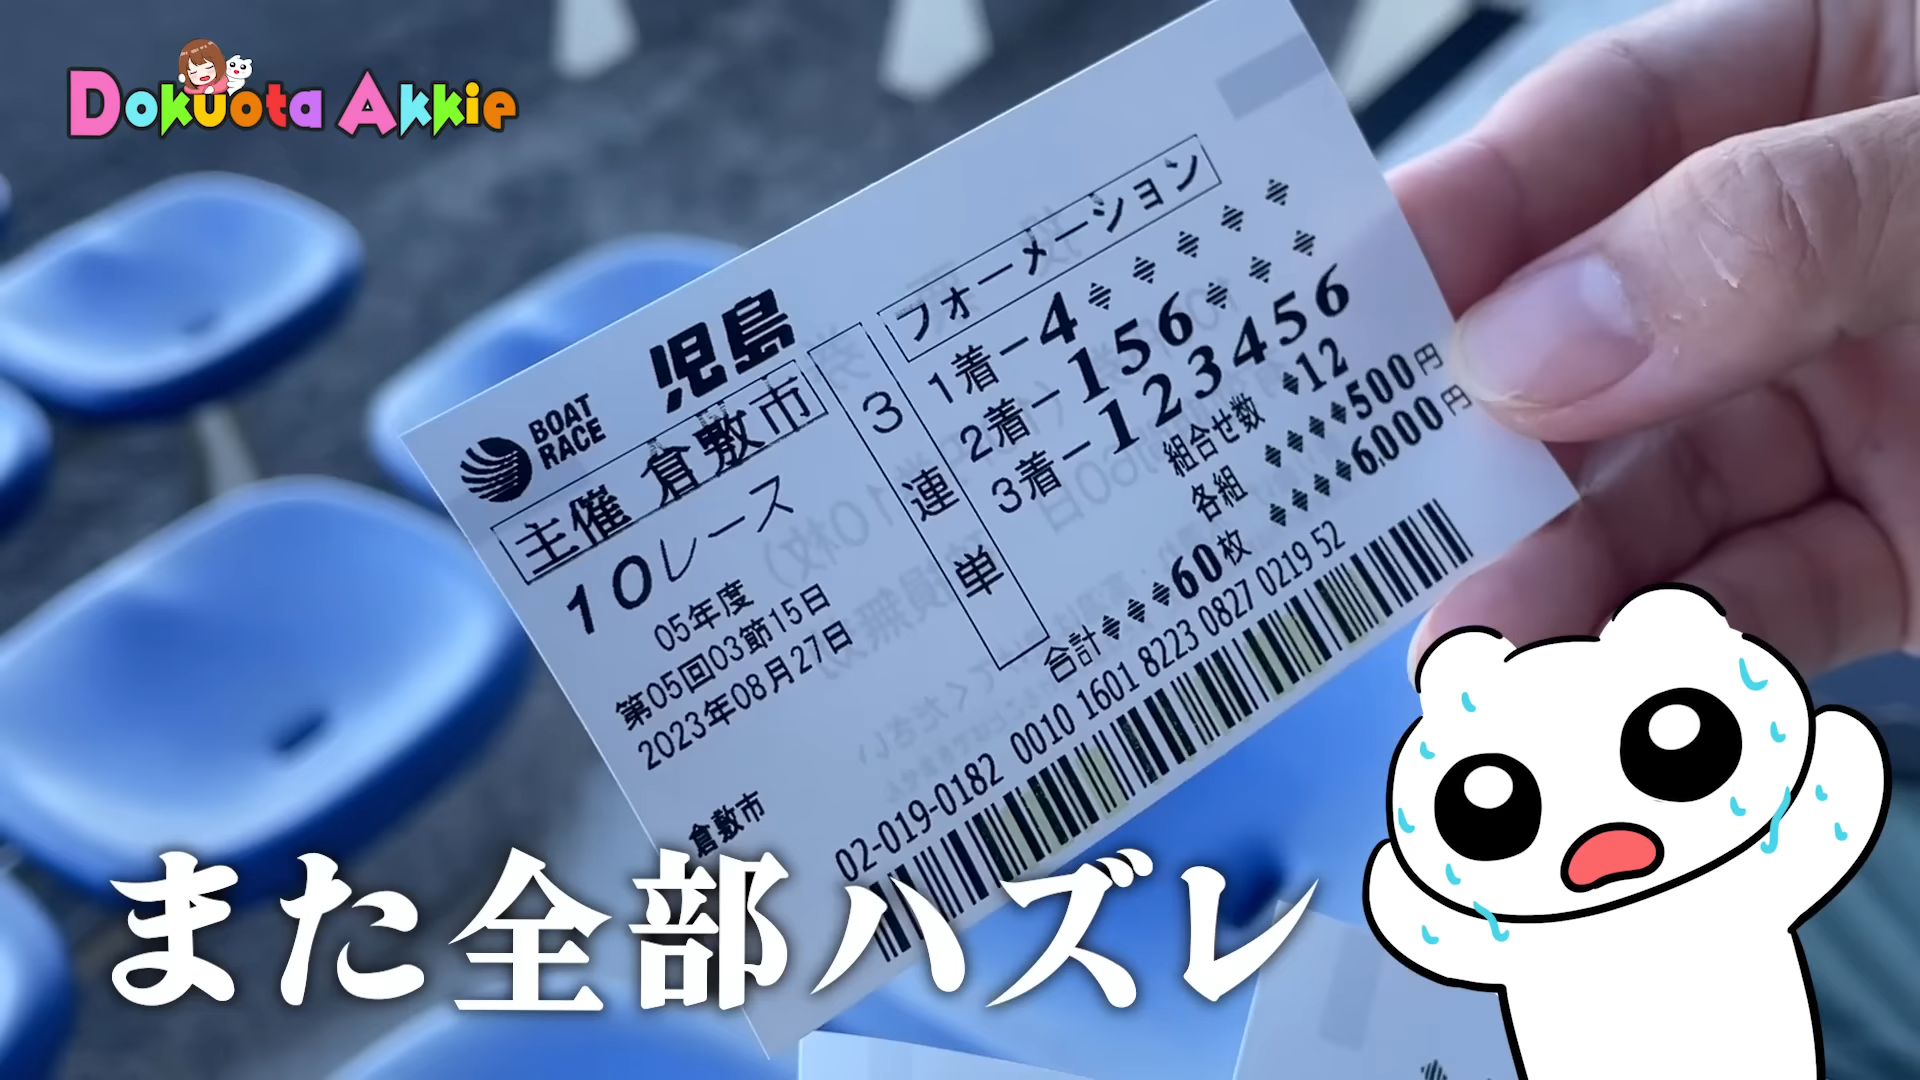 Dokuota Akkie
BOAT RACE
児島
主催 倉敷市
10レース
05年度
第05回03節15日
2023年08月27日
倉敷市
3連単
フォーメーション
1着-4
2着-156
3着-123456
組合せ数 12
各組 500円
合計 60枚 6,000円
02-019-0182 0010 1601 8223 0827 0219 52
また全部ハズレ